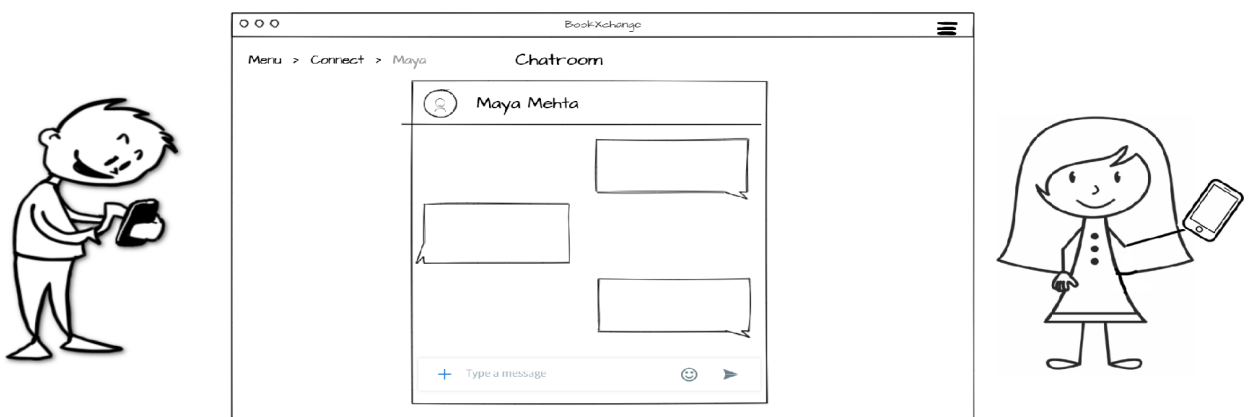 BookXchange
Menu > Connect > Maya
Chatroom
Maya Mehta
Type a message